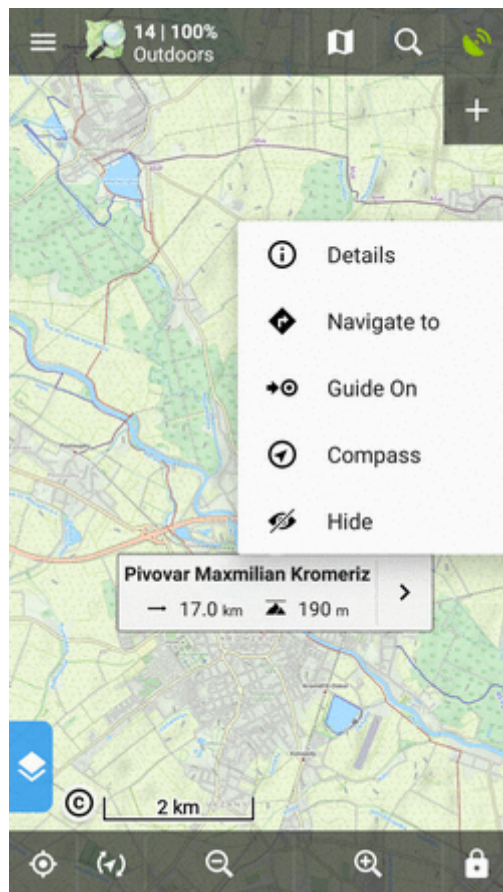 14 | 100%
Outdoors
Details
Navigate to
Guide On
Compass
Hide
Pivovar Maxmilian Kromeriz
17.0 km 190 m
© 2 km